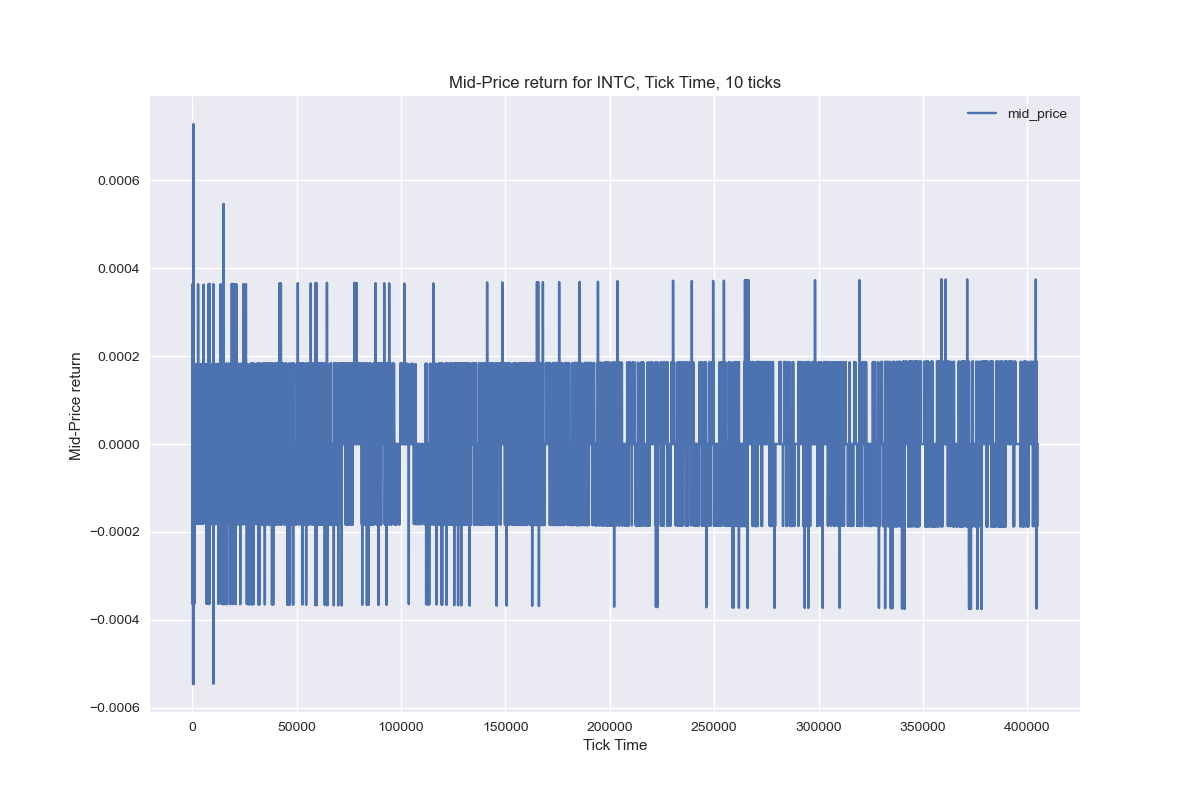 Mid-Price return for INTC, Tick Time, 10 ticks
mid_price
0.0006
0.0004
0.0002
0.0000
−0.0002
−0.0004
−0.0006
Mid-Price return
0 50000 100000 150000 200000 250000 300000 350000 400000
Tick Time